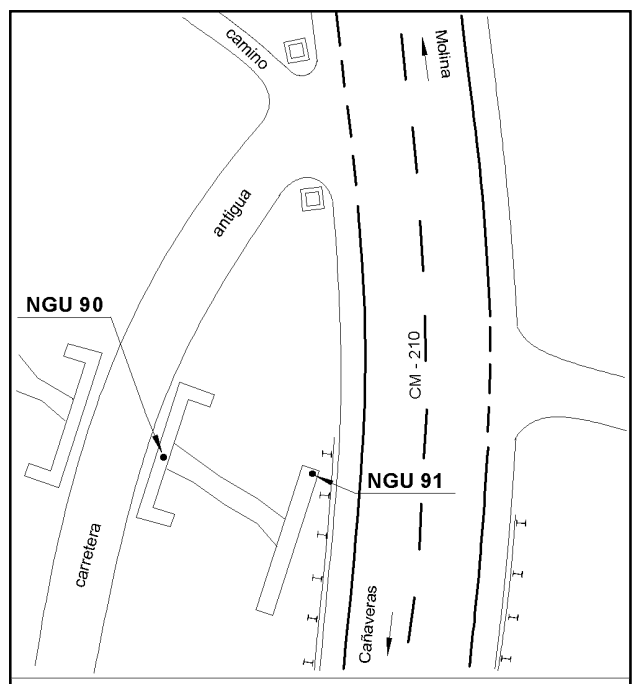 camino
Molina
antigua
NGU 90
CM - 210
NGU 91
carretera
Cañaveras